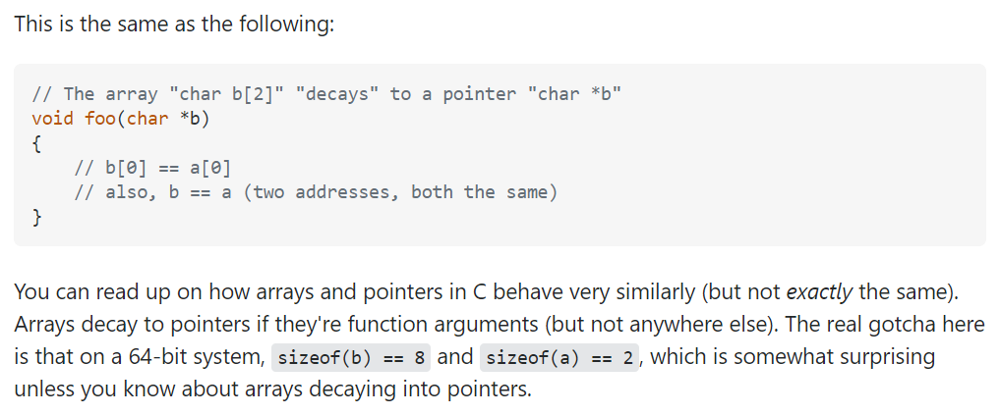 This is the same as the following:
// The array "char b[2]" "decays" to a pointer "char *b"
void foo(char *b)
{
    // b[0] == a[0]
    // also, b == a (two addresses, both the same)
}
You can read up on how arrays and pointers in C behave very similarly (but not exactly the same).
Arrays decay to pointers if they're function arguments (but not anywhere else). The real gotcha here
is that on a 64-bit system, sizeof(b) == 8 and sizeof(a) == 2, which is somewhat surprising
unless you know about arrays decaying into pointers.